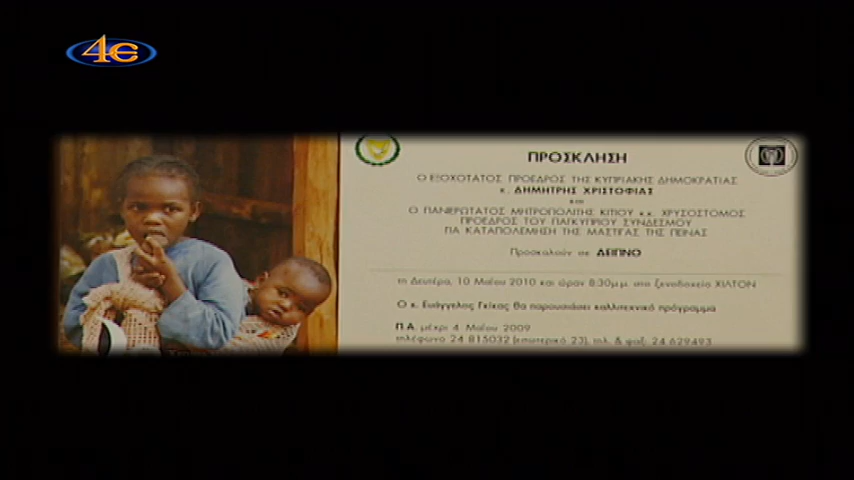 4E
ΠΡΟΣΚΛΗΣΗ
Ο ΕΞΟΧΟΤΑΤΟΣ ΠΡΟΕΔΡΟΣ ΤΗΣ ΚΥΠΡΙΑΚΗΣ ΔΗΜΟΚΡΑΤΙΑΣ
κ. ΔΗΜΗΤΡΗΣ ΧΡΙΣΤΟΦΙΑΣ
και
Ο ΠΑΝΙΕΡΩΤΑΤΟΣ ΜΗΤΡΟΠΟΛΙΤΗΣ ΚΙΤΙΟΥ κ.κ. ΧΡΥΣΟΣΤΟΜΟΣ
ΠΡΟΕΔΡΟΣ ΤΟΥ ΠΑΓΚΥΠΡΙΟΥ ΣΥΝΔΕΣΜΟΥ
ΓΙΑ ΚΑΤΑΠΟΛΕΜΗΣΗ ΤΗΣ ΜΑΣΤΙΓΑΣ ΤΗΣ ΠΕΙΝΑΣ
Προσκαλούν σε ΔΕΙΠΝΟ
τη Δευτέρα, 10 Μαΐου 2010 και ώραν 8:30μ.μ. στο ξενοδοχείο ΧΙΛΤΟΝ
Ο κ. Ευάγγελος Γκίκας θα παρουσιάσει καλλιτεχνικό πρόγραμμα
Π.Α. μέχρι 4 Μαΐου 2009
τηλέφωνο 24 815032 (εσωτερικό 23), τηλ. & φαξ. 24 629493